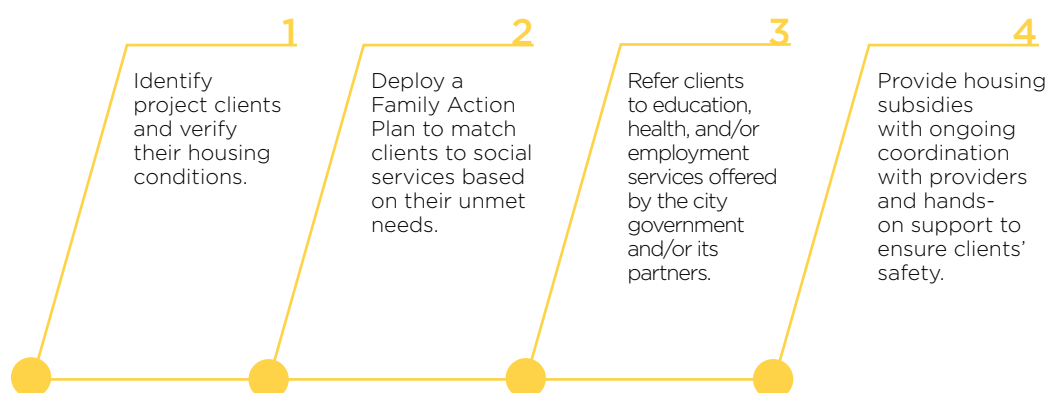 1
Identify
project clients
and verify
their housing
conditions.
2
Deploy a
Family Action
Plan to match
clients to social
services based
on their unmet
needs.
3
Refer clients
to education,
health, and/or
employment
services offered
by the city
government
and/or its
partners.
4
Provide housing
subsidies
with ongoing
coordination
with providers
and hands-
on support to
ensure clients’
safety.